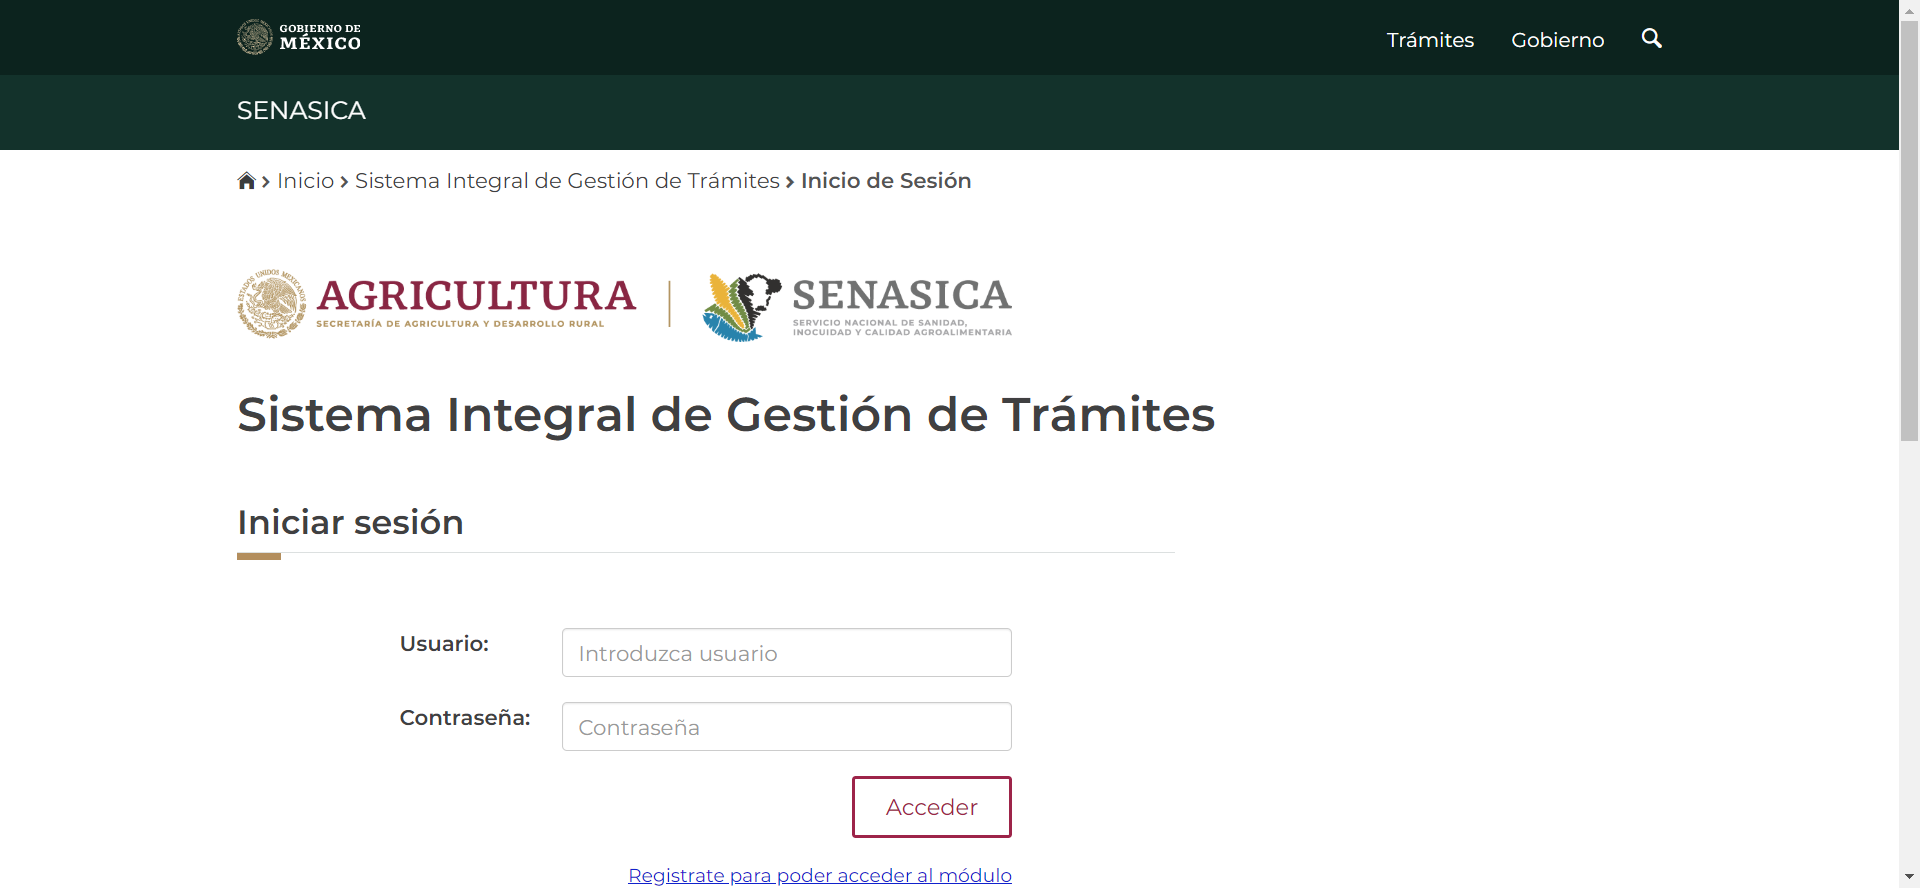 GOBIERNO DE
MÉXICO
Trámites
Gobierno
SENASICA
Inicio
Sistema Integral de Gestión de Trámites
Inicio de Sesión
ESTADOS UNIDOS MEXICANOS
AGRICULTURA
SECRETARÍA DE AGRICULTURA Y DESARROLLO RURAL
SENASICA
SERVICIO NACIONAL DE SANIDAD,
INOCUIDAD Y CALIDAD AGROALIMENTARIA
Sistema Integral de Gestión de Trámites
Iniciar sesión
Usuario:
Introduzca usuario
Contraseña:
Contraseña
Acceder
Registrate para poder acceder al módulo